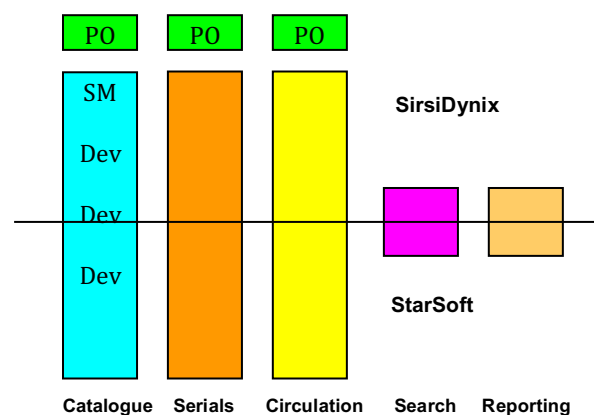 PO PO PO
SM
SirsiDynix
Dev
Dev
Dev
StarSoft
Catalogue Serials Circulation Search Reporting